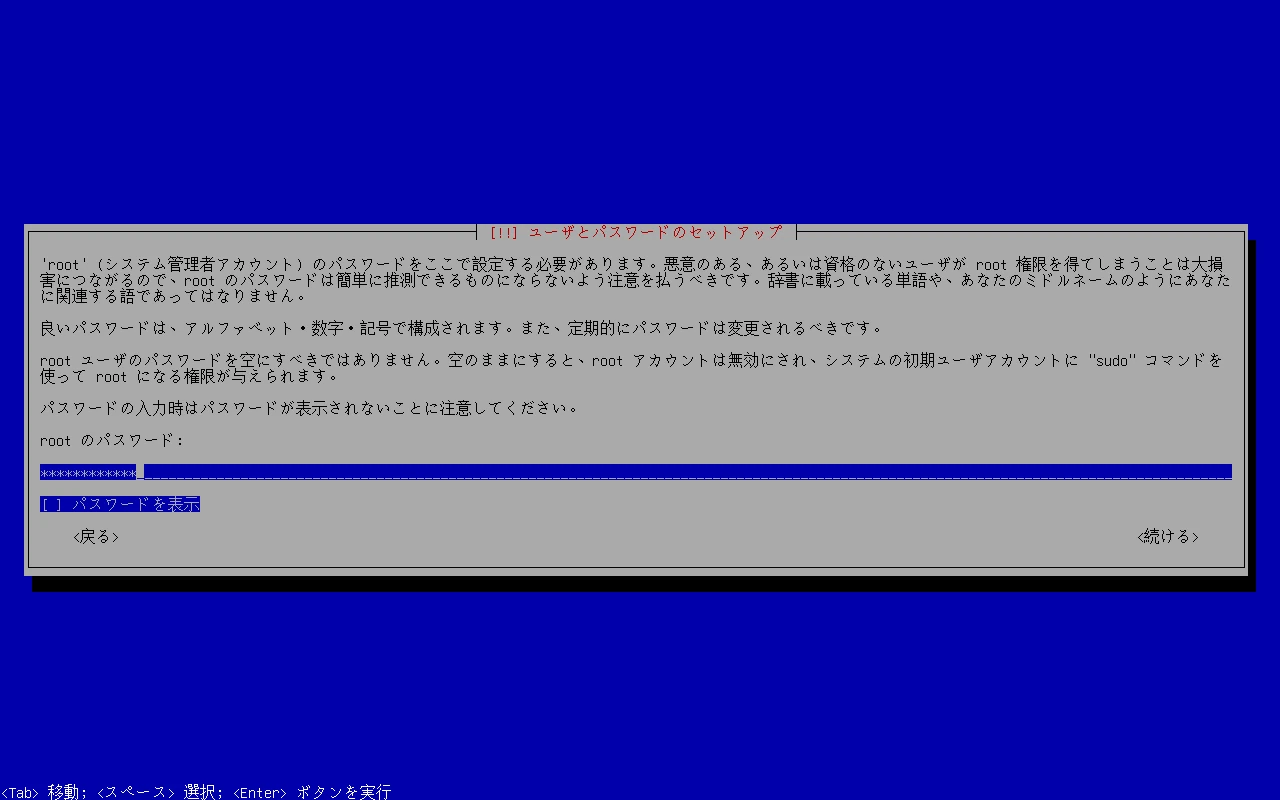 [!!] ユーザとパスワードのセットアップ
'root' (システム管理者アカウント) のパスワードをここで設定する必要があります。悪意のある、あるいは資格のないユーザが root 権限を得てしまうことは大損
害につながるので、root のパスワードは簡単に推測できるものにならないよう注意を払うべきです。辞書に載っている単語や、あなたのミドルネームのようにあなた
に関連する語であってはなりません。
良いパスワードは、アルファベット・数字・記号で構成されます。また、定期的にパスワードは変更されるべきです。
root ユーザのパスワードを空にすべきではありません。空のままにすると、root アカウントは無効にされ、システムの初期ユーザアカウントに "sudo" コマンドを
使って root になる権限が与えられます。
パスワードの入力時はパスワードが表示されないことに注意してください。
root のパスワード:
************
[ ] パスワードを表示
<戻る> <続ける>
<Tab> 移動; <スペース> 選択; <Enter> ボタンを実行